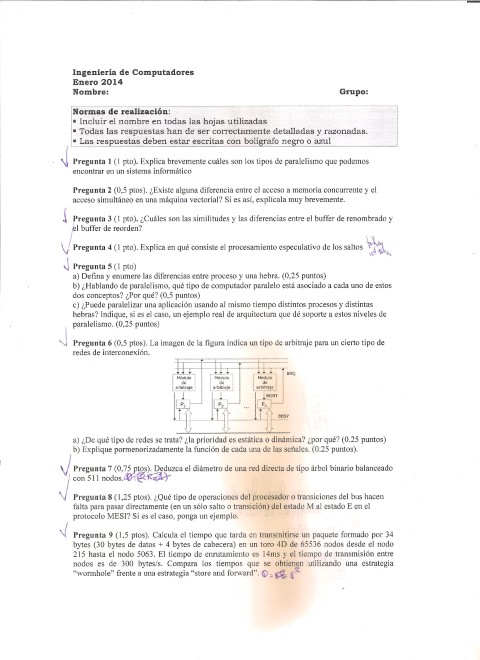 Ingeniería de Computadores
Enero 2014
Nombre: Grupo:
Normas de realización:
▪ Incluir el nombre en todas las hojas utilizadas
▪ Todas las respuestas han de ser correctamente detalladas y razonadas.
▪ Las respuestas deben estar escritas con bolígrafo negro o azul
Pregunta 1 (1 pto). Explica brevemente cuáles son los tipos de paralelismo que podemos
encontrar en un sistema informático
Pregunta 2 (0,5 ptos). ¿Existe alguna diferencia entre el acceso a memoria concurrente y el
acceso simultáneo en una máquina vectorial? Si es así, explícala muy brevemente.
Pregunta 3 (1 pto). ¿Cuáles son las similitudes y las diferencias entre el buffer de renombrado y
el buffer de reorden?
Pregunta 4 (1 pto). Explica en qué consiste el procesamiento especulativo de los saltos
Pregunta 5 (1 pto)
a) Defina y enumere las diferencias entre proceso y una hebra. (0,25 puntos)
b) ¿Hablando de paralelismo, qué tipo de computador paralelo está asociado a cada uno de estos
dos conceptos? ¿Por qué? (0,5 puntos)
c) ¿Puede paralelizar una aplicación usando al mismo tiempo distintos procesos y distintas
hebras? Indique, si es el caso, un ejemplo real de arquitectura que dé soporte a estos niveles de
paralelismo. (0,25 puntos)
Pregunta 6 (0,5 ptos). La imagen de la figura indica un tipo de arbitraje para un cierto tipo de
redes de interconexión.
Módulo de arbitraje Módulo de arbitraje Módulo de arbitraje
BRQ
P1 P2 ... Pn
BBSY
a) ¿De qué tipo de redes se trata? ¿la prioridad es estática o dinámica? ¿por qué? (0.25 puntos)
b) Explique pormenorizadamente la función de cada una de las señales. (0.25 puntos).
Pregunta 7 (0,75 ptos). Deduzca el diámetro de una red directa de tipo árbol binario balanceado
con 511 nodos.
Pregunta 8 (1,25 ptos). ¿Qué tipo de operaciones del procesador o transiciones del bus hacen
falta para pasar directamente (en un sólo salto o transición) del estado M al estado E en el
protocolo MESI? Si es el caso, ponga un ejemplo.
Pregunta 9 (1,5 ptos). Calcula el tiempo que tarda en transmitirse un paquete formado por 34
bytes (30 bytes de datos + 4 bytes de cabecera) en un toro 4D de 65536 nodos desde el nodo
215 hasta el nodo 5063. El tiempo de enrutamiento es 14ms y el tiempo de transmisión entre
nodos es de 300 bytes/s. Compara los tiempos que se obtienen utilizando una estrategia
"wormhole" frente a una estrategia "store and forward".